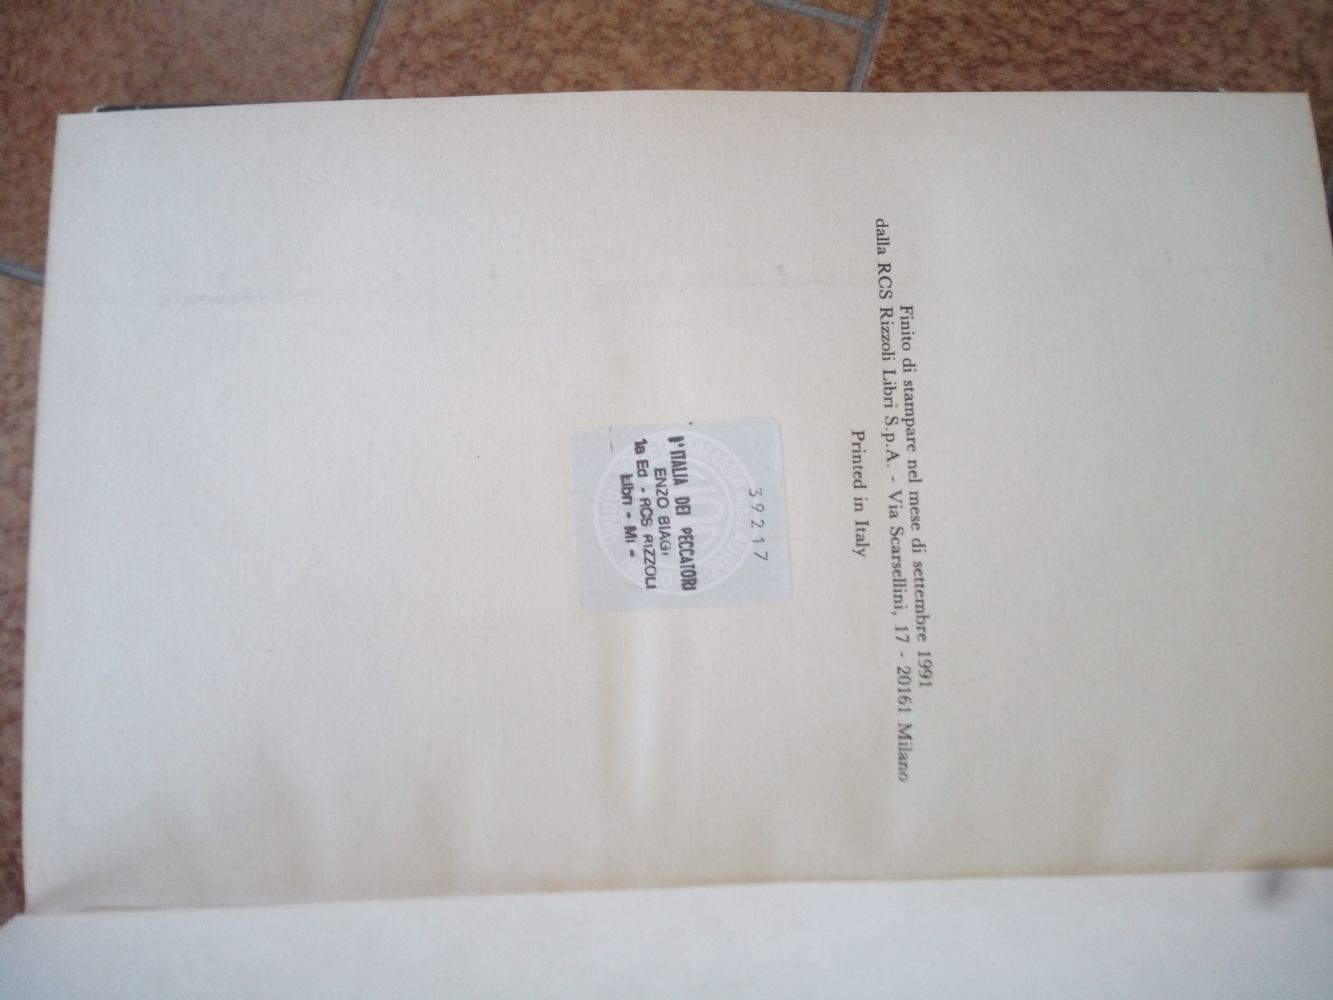 Finito di stampare nel mese di settembre 1991
dalla RCS Rizzoli Libri S.p.A. - Via Scarsellini, 17 - 20161 Milano
Printed in Italy
39217
L'ITALIA DEI PECCATORI
ENZO BIAGI
1a Ed - RCS RIZZOLI
Libri - Mi -